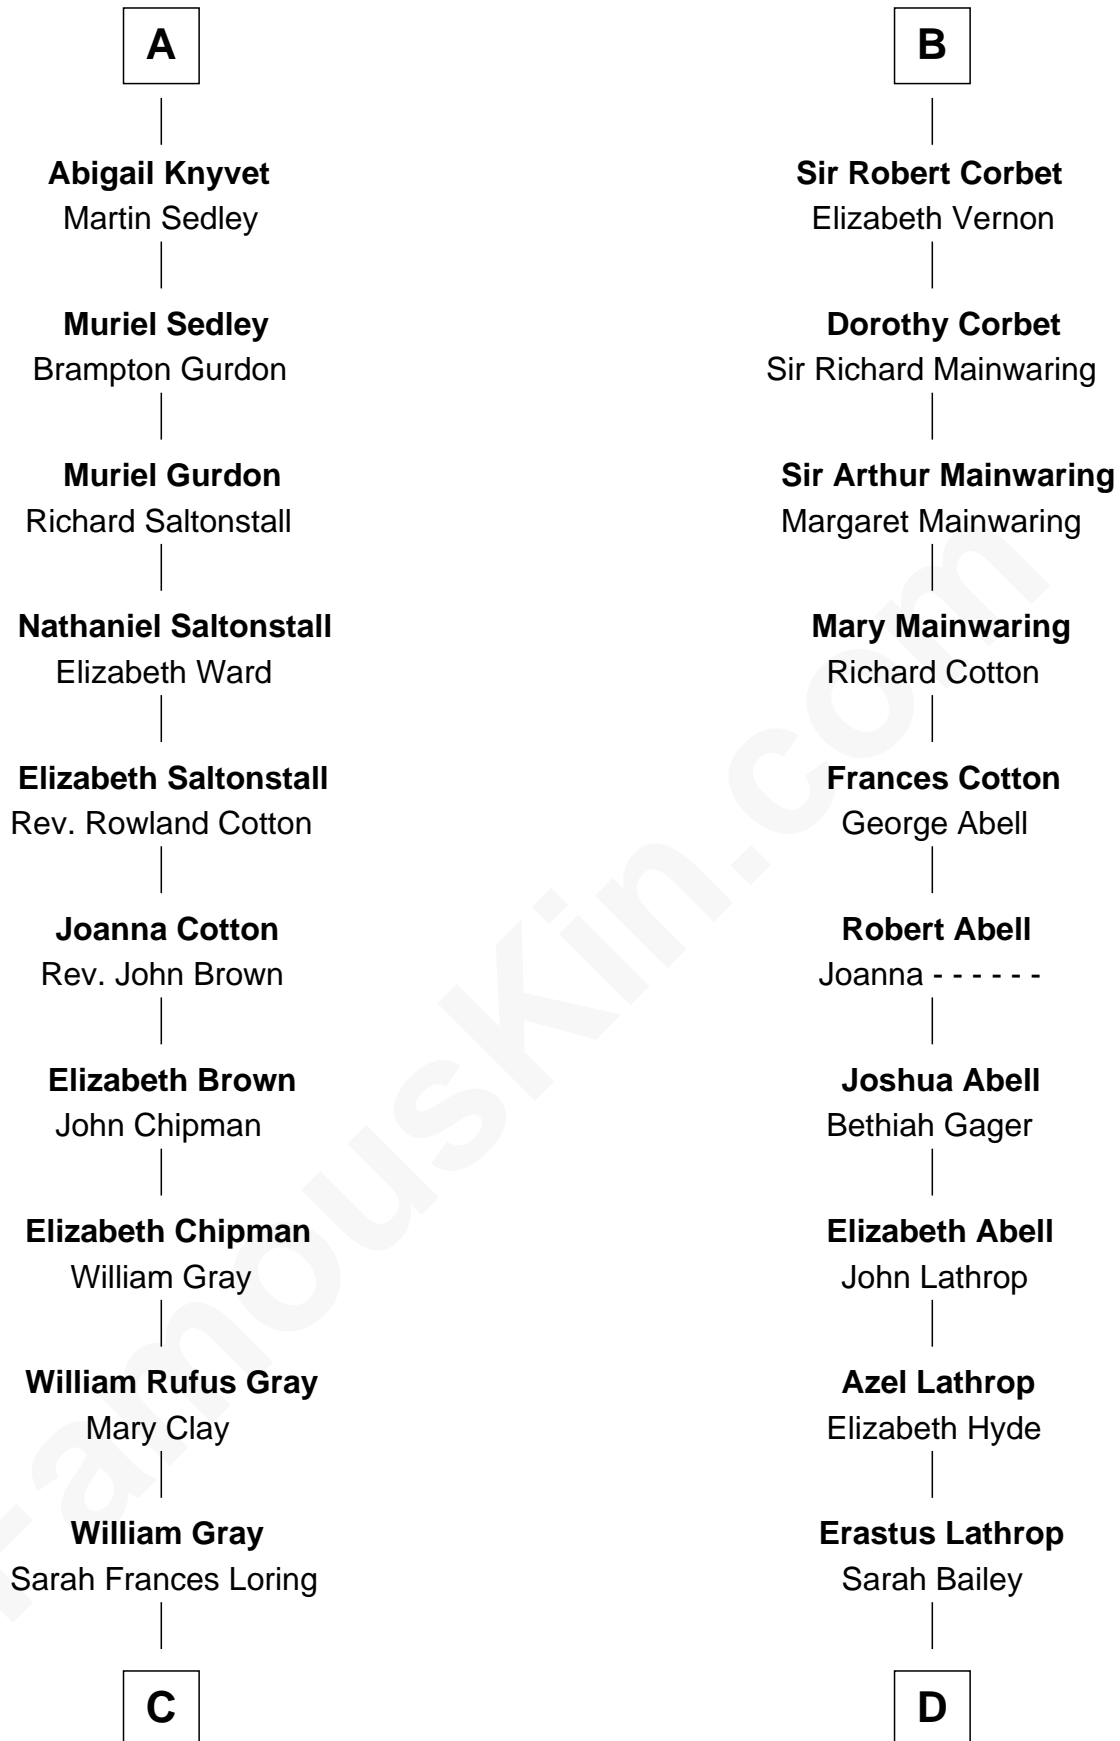 A
Abigail Knyvet
Martin Sedley
Muriel Sedley
Brampton Gurdon
Muriel Gurdon
Richard Saltonstall
Nathaniel Saltonstall
Elizabeth Ward
Elizabeth Saltonstall
Rev. Rowland Cotton
Joanna Cotton
Rev. John Brown
Elizabeth Brown
John Chipman
Elizabeth Chipman
William Gray
William Rufus Gray
Mary Clay
William Gray
Sarah Frances Loring
C
B
Sir Robert Corbet
Elizabeth Vernon
Dorothy Corbet
Sir Richard Mainwaring
Sir Arthur Mainwaring
Margaret Mainwaring
Mary Mainwaring
Richard Cotton
Frances Cotton
George Abell
Robert Abell
Joanna - - - - - -
Joshua Abell
Bethiah Gager
Elizabeth Abell
John Lathrop
Azel Lathrop
Elizabeth Hyde
Erastus Lathrop
Sarah Bailey
D
FamousKin.com